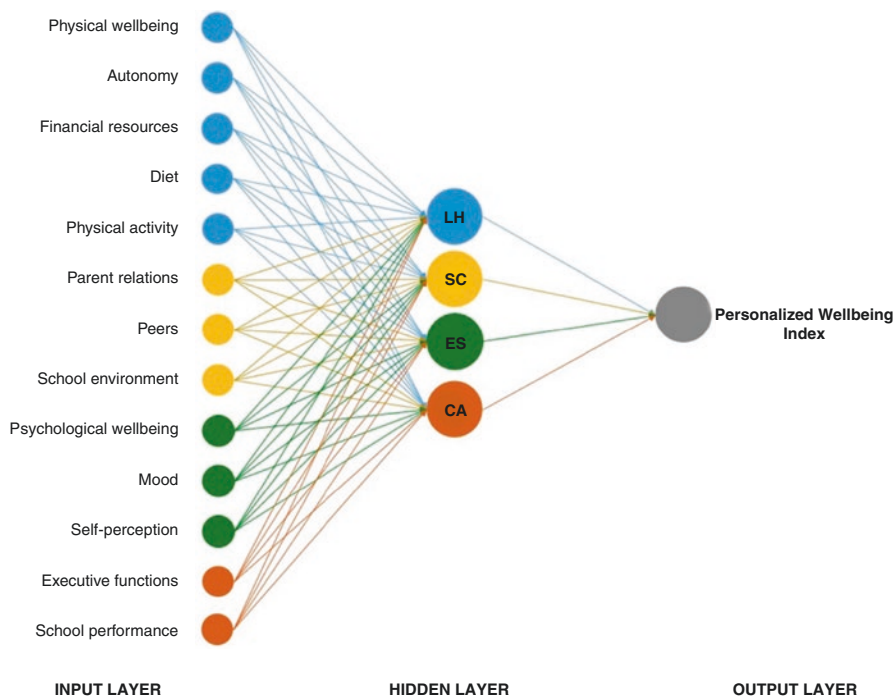 Physical wellbeing
Autonomy
Financial resources
Diet
Physical activity
Parent relations
Peers
School environment
Psychological wellbeing
Mood
Self-perception
Executive functions
School performance
LH
SC
ES
CA
Personalized Wellbeing
Index
INPUT LAYER
HIDDEN LAYER
OUTPUT LAYER